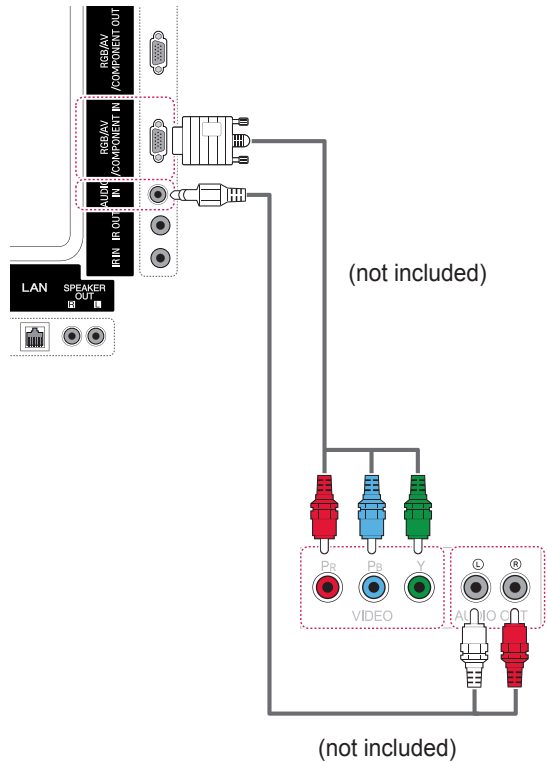 RGB/AV
/COMPONENT OUT
RGB/AV
/COMPONENT IN
AUDIO
IN
IR OUT
IR IN
LAN
SPEAKER
OUT
R L
(not included)
PR PB Y
VIDEO
L R
AUDIO OUT
(not included)